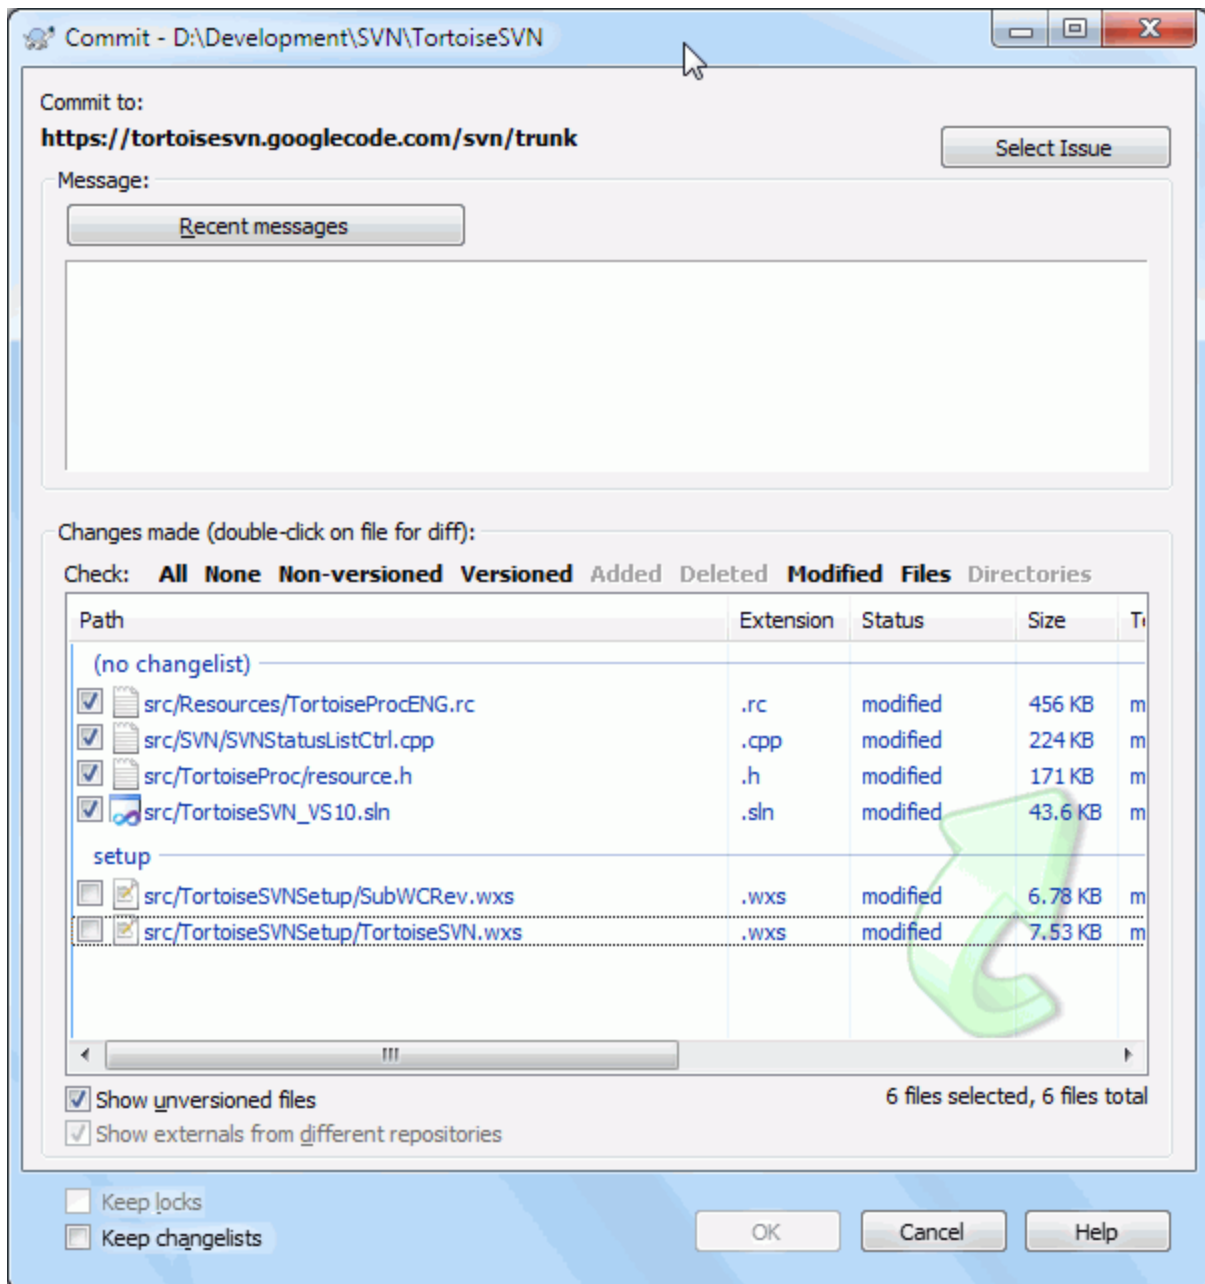 Commit - D:\Development\SVN\TortoiseSVN
Commit to:
https://tortoisesvn.googlecode.com/svn/trunk
Select Issue
Message:
Recent messages
Changes made (double-click on file for diff):
Check: All None Non-versioned Versioned Added Deleted Modified Files Directories
Path Extension Status Size
(no changelist)
src/Resources/TortoiseProcENG.rc .rc modified 456 KB m
src/SVN/SVNStatusListCtrl.cpp .cpp modified 224 KB m
src/TortoiseProc/resource.h .h modified 171 KB m
src/TortoiseSVN_VS10.sln .sln modified 43.6 KB m
setup
src/TortoiseSVNSetup/SubWCRev.wxs .wxs modified 6.78 KB m
src/TortoiseSVNSetup/TortoiseSVN.wxs .wxs modified 7.53 KB m
Show unversioned files 6 files selected, 6 files total
Show externals from different repositories
Keep locks
Keep changelists
OK Cancel Help